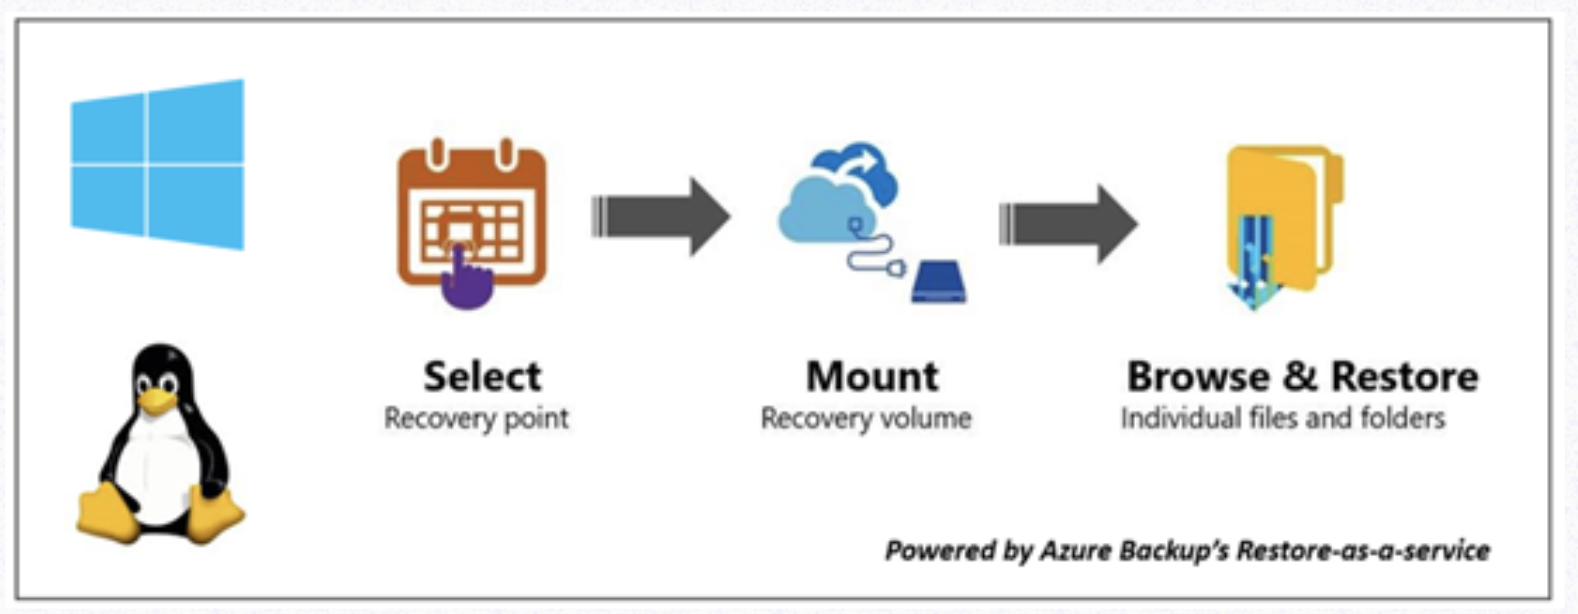 Select
Recovery point
Mount
Recovery volume
Browse & Restore
Individual files and folders
Powered by Azure Backup's Restore-as-a-service